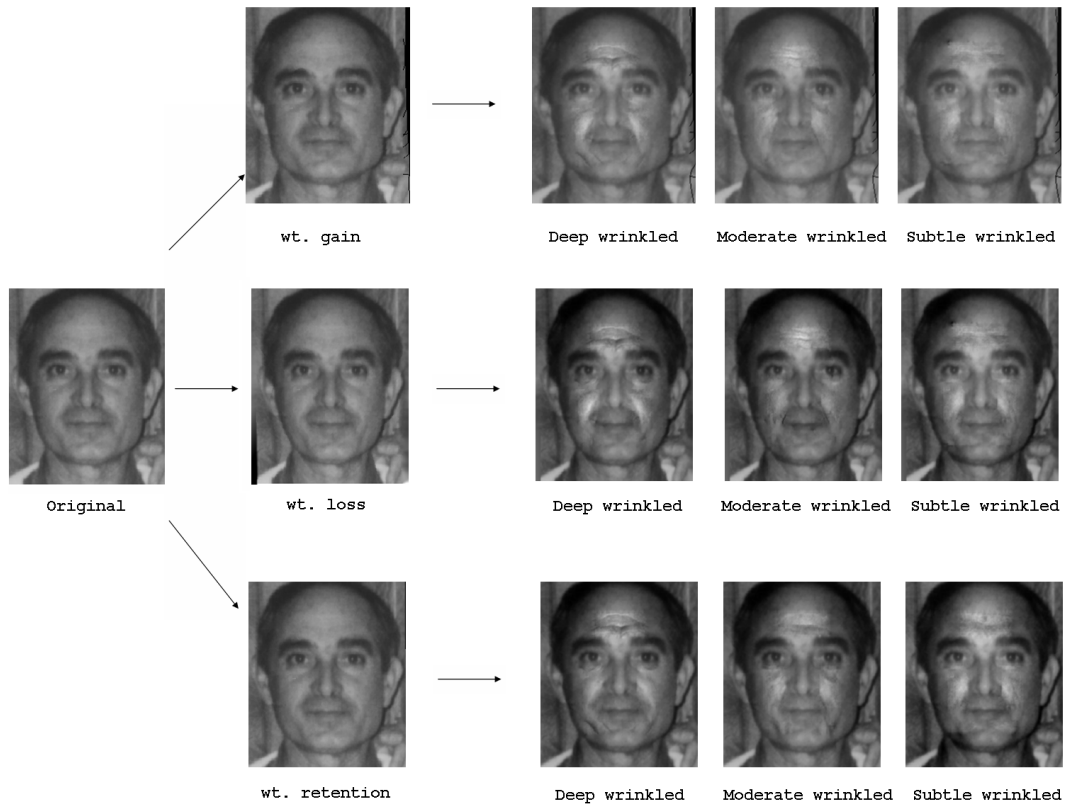 wt. gain
Deep wrinkled
Moderate wrinkled
Subtle wrinkled
Original
wt. loss
Deep wrinkled
Moderate wrinkled
Subtle wrinkled
wt. retention
Deep wrinkled
Moderate wrinkled
Subtle wrinkled